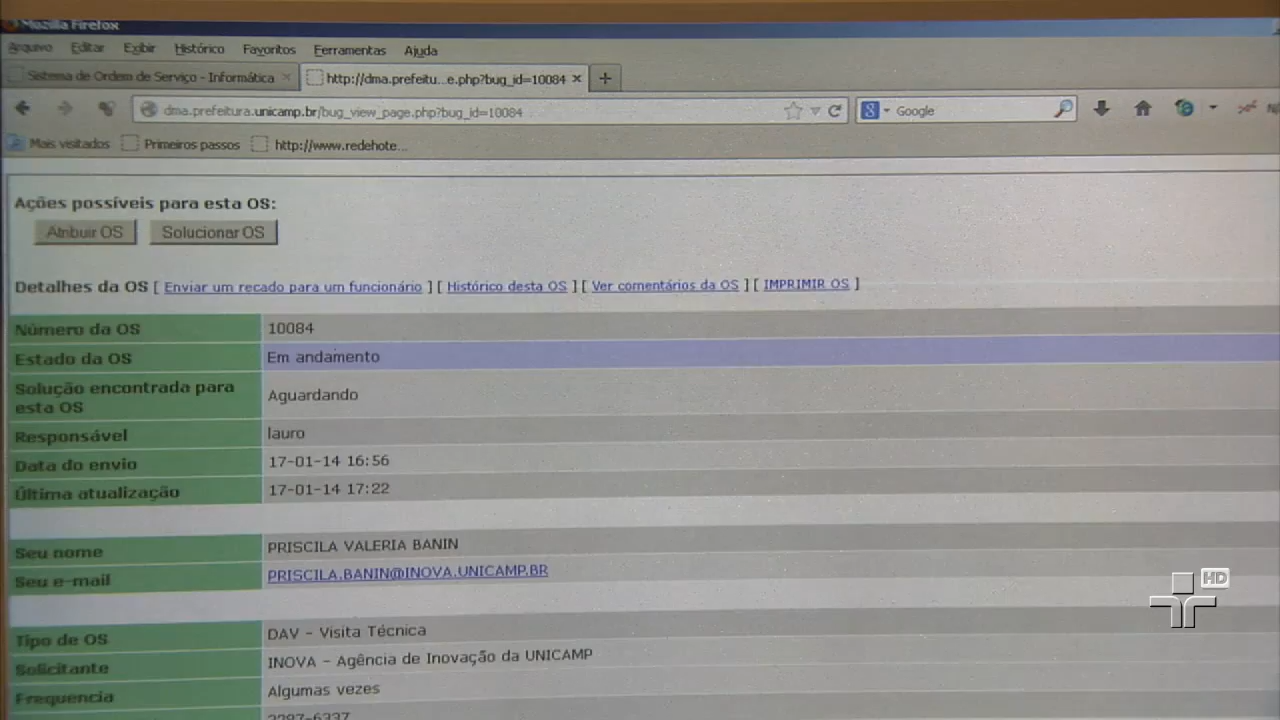 Mozilla Firefox
Arquivo Editar Exibir Histórico Favoritos Ferramentas Ajuda
Sistema de Ordem de Serviço - Informática × http://dma.prefeitu...e.php?bug_id=10084 × +
dma.prefeitura.unicamp.br/bug_view_page.php?bug_id=10084 Google
Mais visitados Primeiros passos http://www.redehote...
Ações possíveis para esta OS:
Atribuir OS Solucionar OS
Detalhes da OS [ Enviar um recado para um funcionário ] [ Histórico desta OS ] [ Ver comentários da OS ] [ IMPRIMIR OS ]
Número da OS 10084
Estado da OS Em andamento
Solução encontrada para esta OS Aguardando
Responsável lauro
Data do envio 17-01-14 16:56
Última atualização 17-01-14 17:22
Seu nome PRISCILA VALERIA BANIN
Seu e-mail PRISCILA.BANIN@INOVA.UNICAMP.BR
HD
Tipo de OS DAV - Visita Técnica
Solicitante INOVA - Agência de Inovação da UNICAMP
Frequencia Algumas vezes